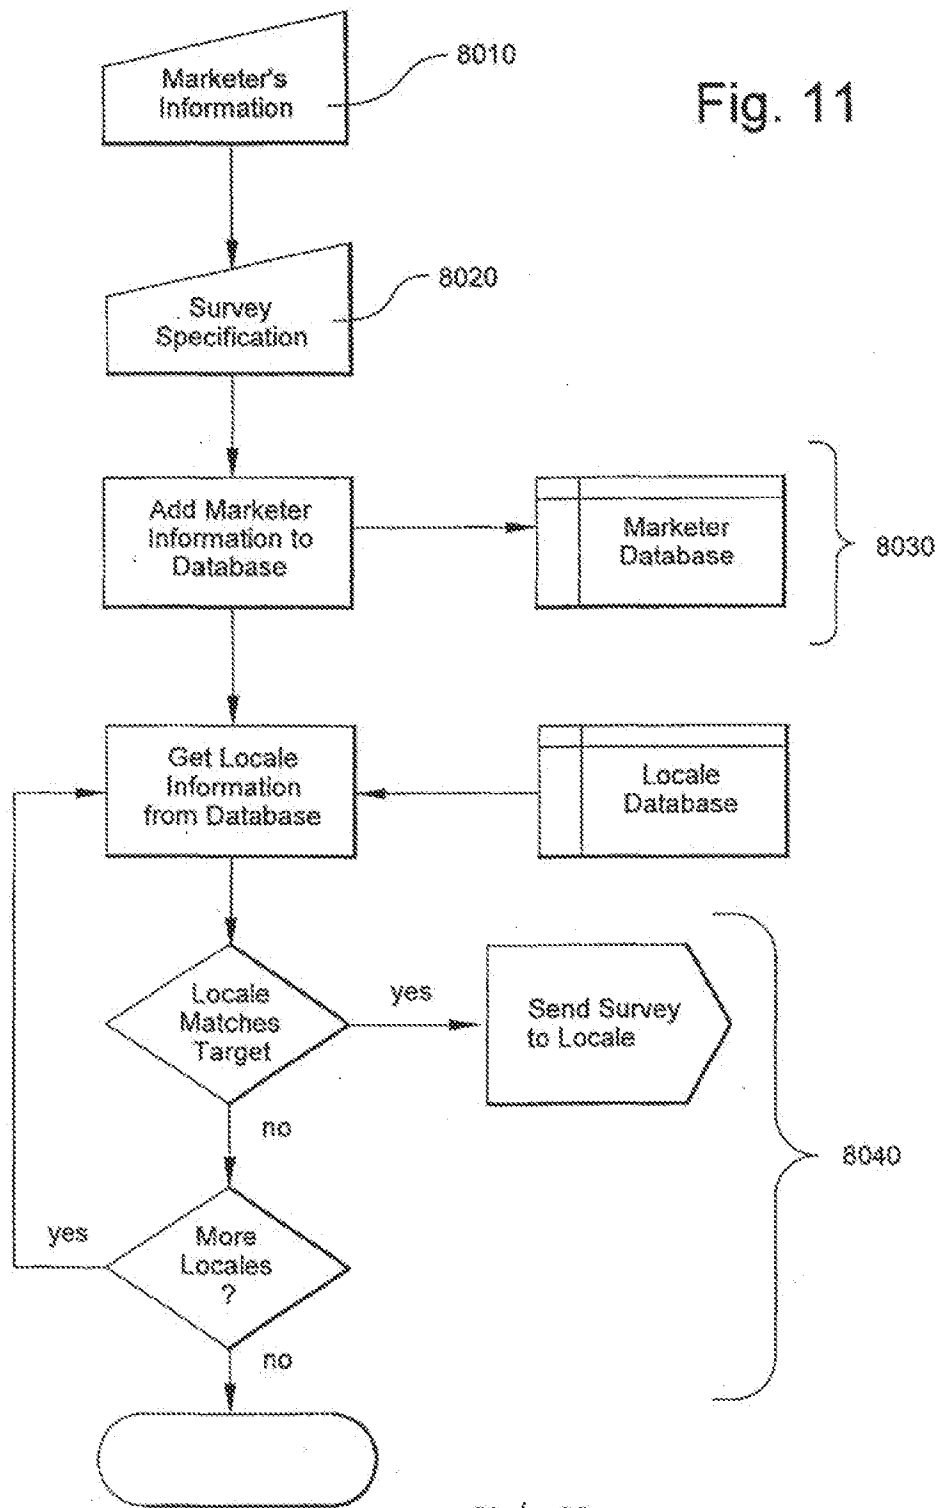 Fig. 11
Marketer's
Information
8010
Survey
Specification
8020
Add Marketer
Information to
Database
Marketer
Database
8030
Get Locale
Information
from Database
Locale
Database
Locale
Matches
Target
yes
Send Survey
to Locale
no
8040
yes
More
Locales
?
no